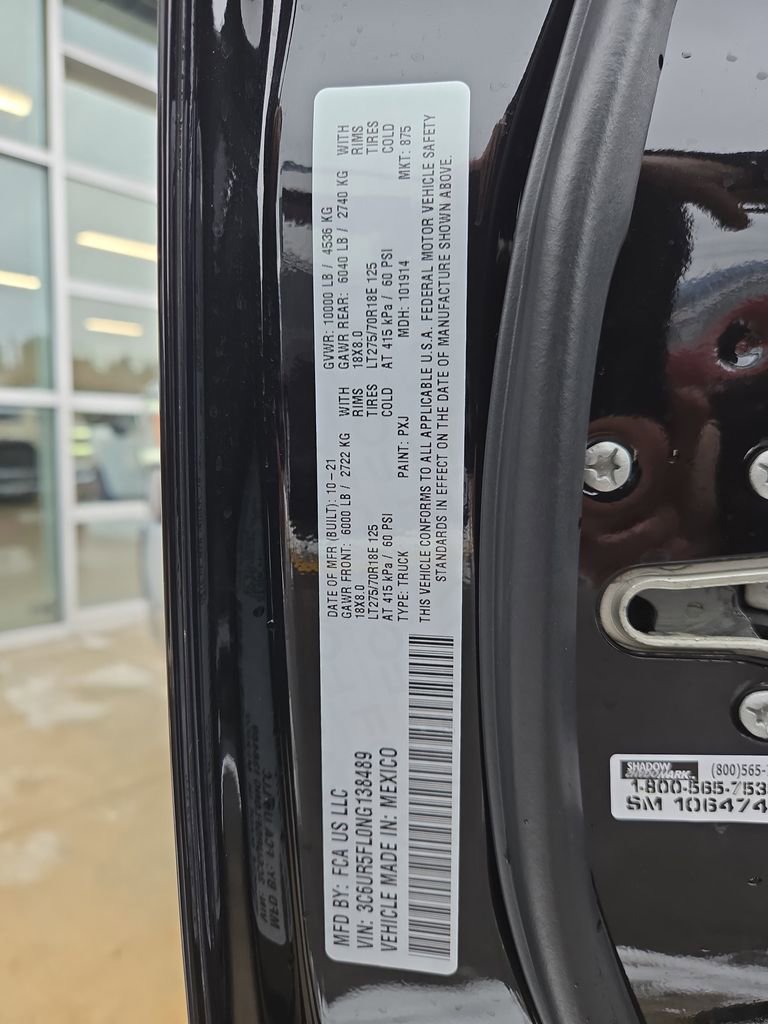 MFD BY: FCA US LLC
VIN: 3C6UR5FL0NG138489
VEHICLE MADE IN: MEXICO
DATE OF MFR (BUILT): 10-21 GVWR: 10000 LB / 4536 KG
GAWR FRONT: 6000 LB / 2722 KG WITH GAWR REAR: 6040 LB / 2740 KG WITH
18X8.0 RIMS 18X8.0 RIMS
LT275/70R18E 125 TIRES LT275/70R18E 125 TIRES
AT 415 kPa / 60 PSI COLD AT 415 kPa / 60 PSI COLD
TYPE: TRUCK PAINT: PXJ MDH: 101914 MKT: 875
THIS VEHICLE CONFORMS TO ALL APPLICABLE U.S.A. FEDERAL MOTOR VEHICLE SAFETY
STANDARDS IN EFFECT ON THE DATE OF MANUFACTURE SHOWN ABOVE.
SHADOW (800)565-
MARK
1-800-565-753
SM 106474